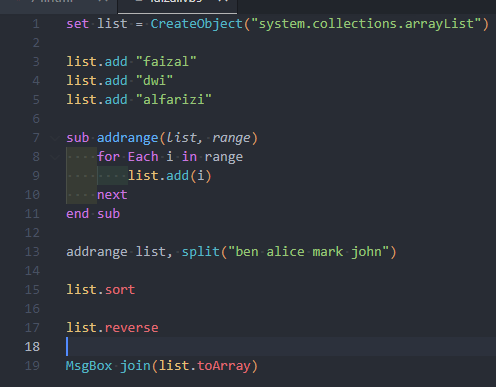 1 set list = CreateObject("system.collections.arrayList")
2
3 list.add "faizal"
4 list.add "dwi"
5 list.add "alfarizi"
6
7 sub addrange(list, range)
8     for Each i in range
9         list.add(i)
10     next
11 end sub
12
13 addrange list, split("ben alice mark john")
14
15 list.sort
16
17 list.reverse
18
19 MsgBox join(list.toArray)